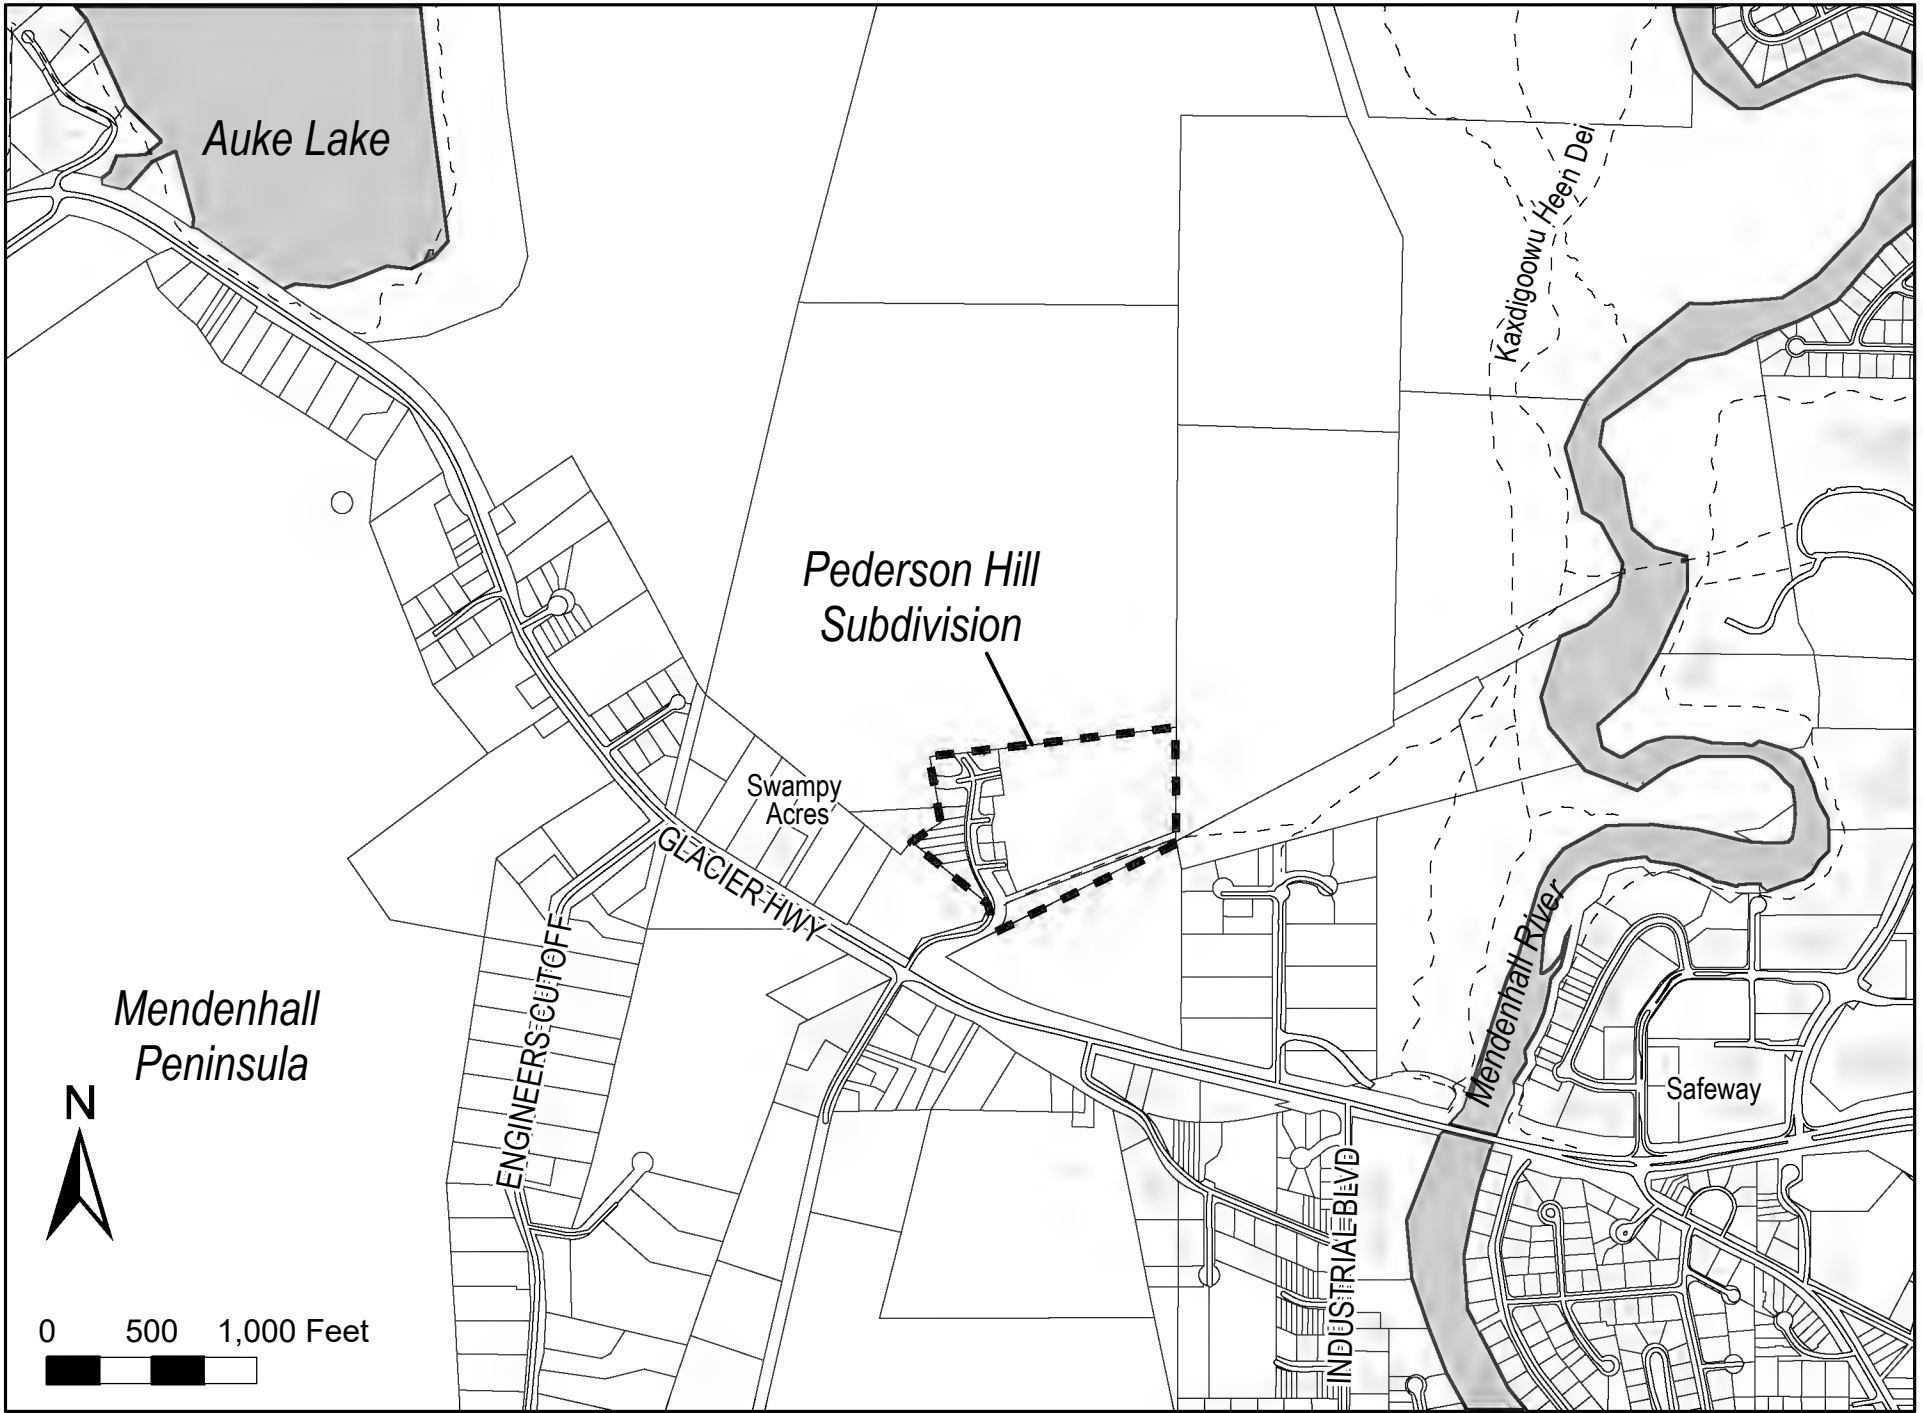 Auke Lake
Kaxdigoowu Heen Dei
Pederson Hill
Subdivision
Swampy
Acres
GLACIER HWY
ENGINEERS CUTOFF
Mendenhall River
Mendenhall
Peninsula
Safeway
N
INDUSTRIAL BLVD
0 500 1,000 Feet